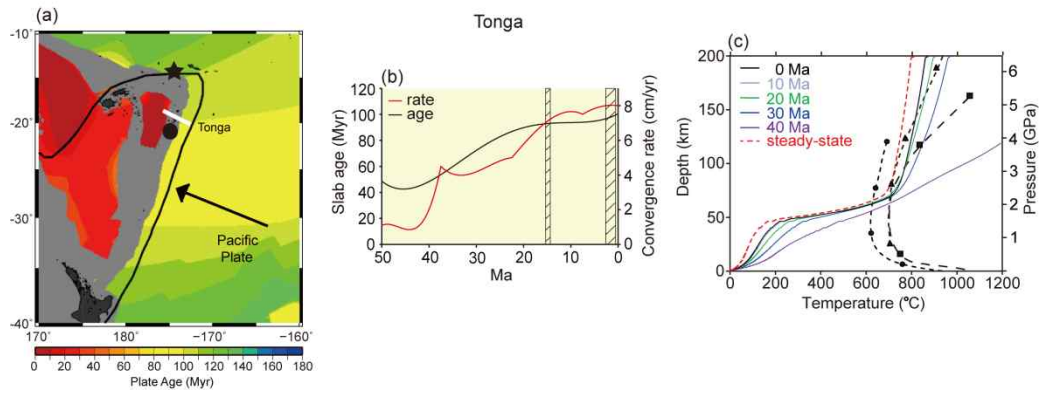 Tonga
(a)
-10°
-20°
-30°
-40°
170°
180°
-170°
-160°
Tonga
Pacific
Plate
0 20 40 60 80 100 120 140 160 180
Plate Age (Myr)
(b)
rate
age
Slab age (Myr)
120
100
80
60
40
20
0
50 40 30 20 10 0
Ma
Convergence rate (cm/yr)
8
6
4
2
0
(c)
0 Ma
10 Ma
20 Ma
30 Ma
40 Ma
steady-state
Depth (km)
200
150
100
50
0
0 200 400 600 800 1000 1200
Temperature (°C)
Pressure (GPa)
6
5
4
3
2
1
0